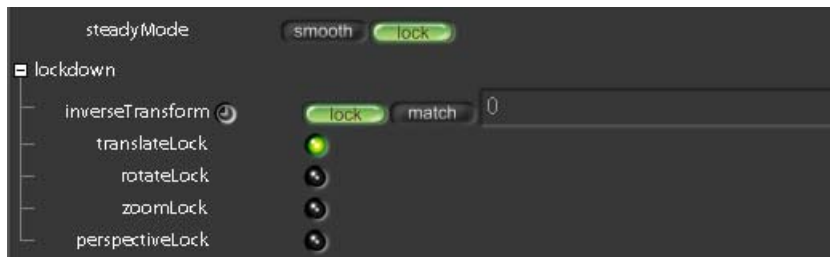 steadyMode smooth lock
lockdown
inverseTransform lock match 0
translateLock
rotateLock
zoomLock
perspectiveLock